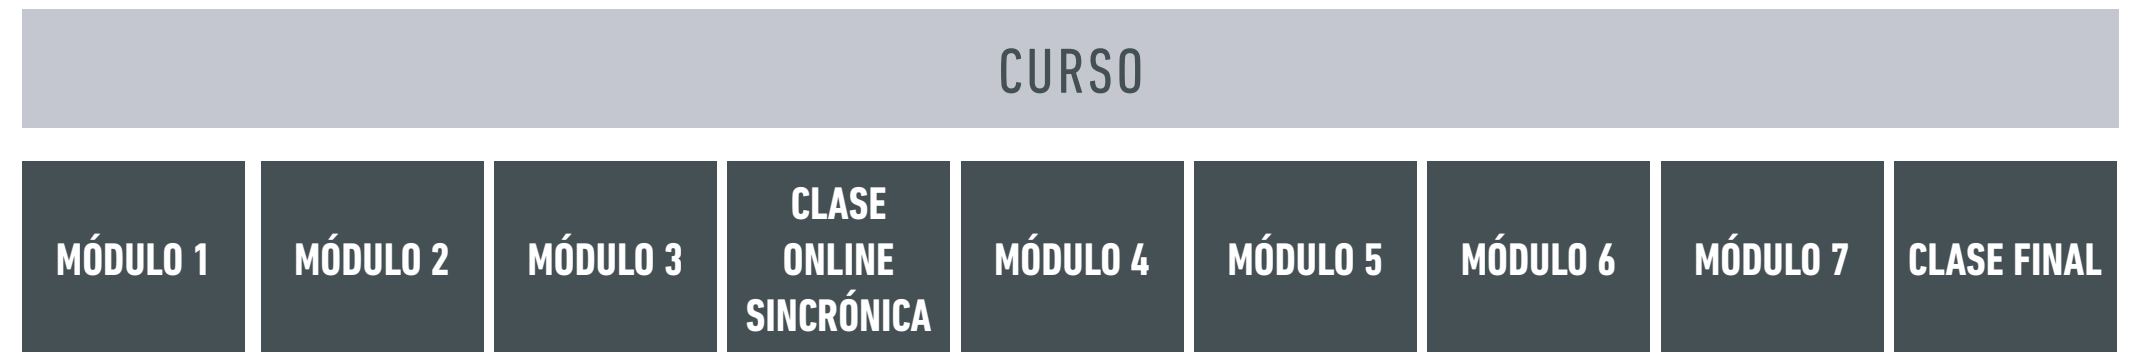 CURSO
MÓDULO 1
MÓDULO 2
MÓDULO 3
CLASE
ONLINE
SINCRÓNICA
MÓDULO 4
MÓDULO 5
MÓDULO 6
MÓDULO 7
CLASE FINAL